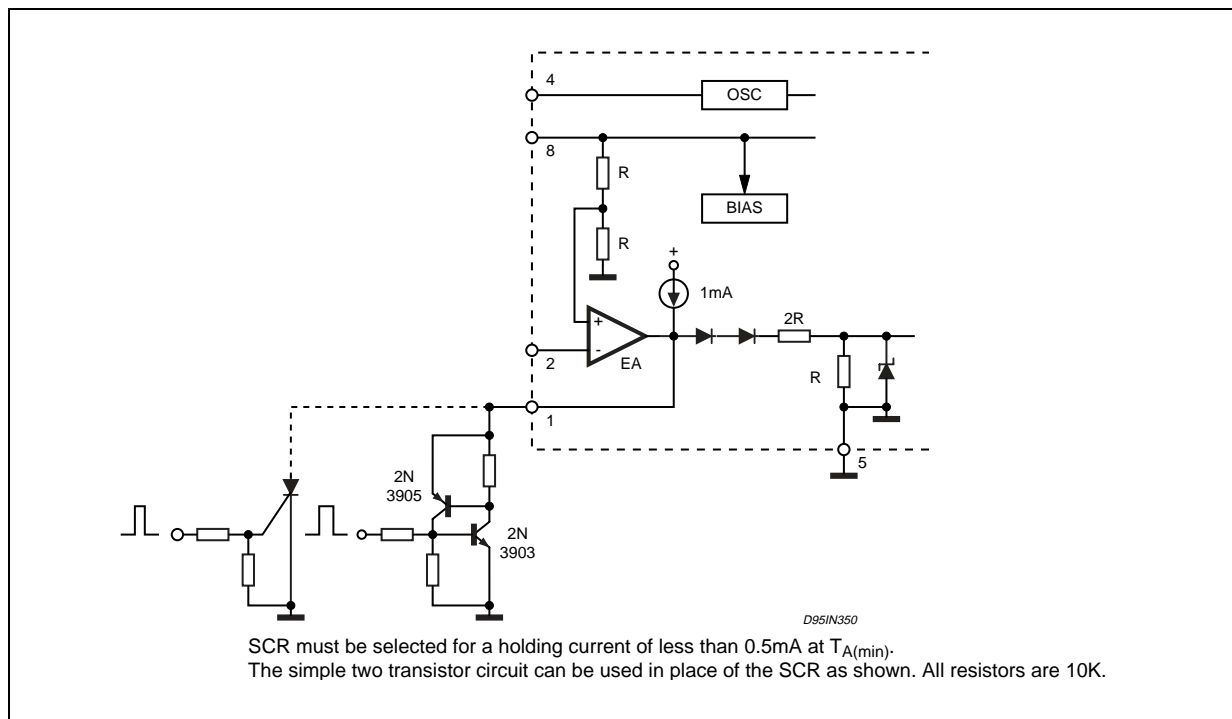 4
OSC
8
R
BIAS
R
+
1mA
2R
+
-
EA
2
R
1
5
2N
3905
2N
3903
D95IN350
SCR must be selected for a holding current of less than 0.5mA at TA(min).
The simple two transistor circuit can be used in place of the SCR as shown. All resistors are 10K.